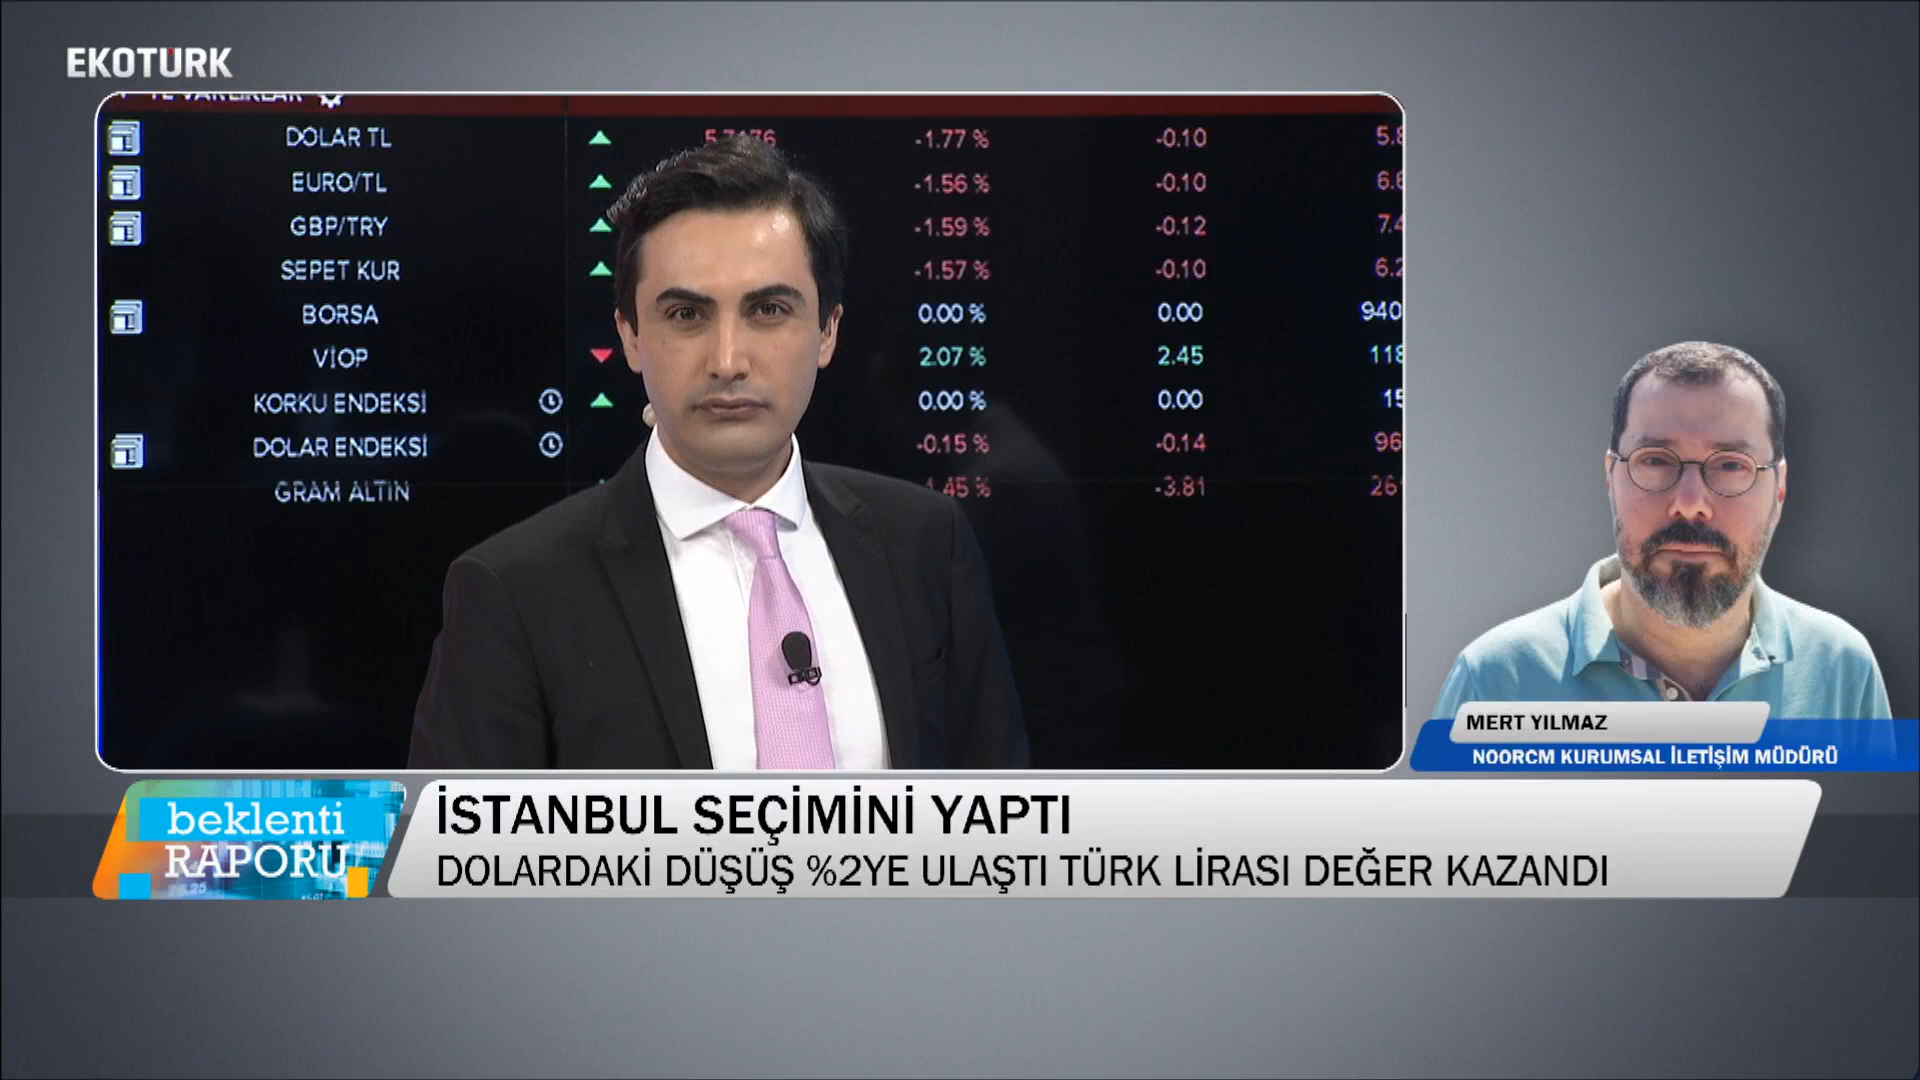 EKOTÜRK
TL VARLIKLAR
DOLAR TL -1.77 % -0.10
EURO/TL -1.56 % -0.10
GBP/TRY -1.59 % -0.12
SEPET KUR -1.57 % -0.10
BORSA 0.00 % 0.00 940
VİOP 2.07 % 2.45 118
KORKU ENDEKSİ 0.00 % 0.00 15
DOLAR ENDEKSİ -0.15 % -0.14 96
GRAM ALTIN -3.81
MERT YILMAZ
NOORCM KURUMSAL İLETİŞİM MÜDÜRÜ
beklenti
RAPORU
İSTANBUL SEÇİMİNİ YAPTI
DOLARDAKİ DÜŞÜŞ %2YE ULAŞTI TÜRK LİRASI DEĞER KAZANDI